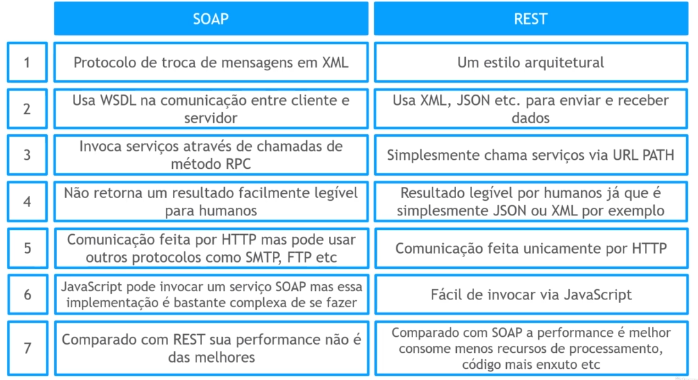 SOAP
REST
1
Protocolo de troca de mensagens em XML
Um estilo arquitetural
2
Usa WSDL na comunicação entre cliente e
servidor
Usa XML, JSON etc. para enviar e receber
dados
3
Invoca serviços através de chamadas de
método RPC
Simplesmente chama serviços via URL PATH
4
Não retorna um resultado facilmente legível
para humanos
Resultado legível por humanos já que é
simplesmente JSON ou XML por exemplo
5
Comunicação feita por HTTP mas pode usar
outros protocolos como SMTP, FTP etc
Comunicação feita unicamente por HTTP
6
JavaScript pode invocar um serviço SOAP mas essa
implementação é bastante complexa de se fazer
Fácil de invocar via JavaScript
7
Comparado com REST sua performance não é
das melhores
Comparado com SOAP a performance é melhor
consome menos recursos de processamento,
código mais enxuto etc